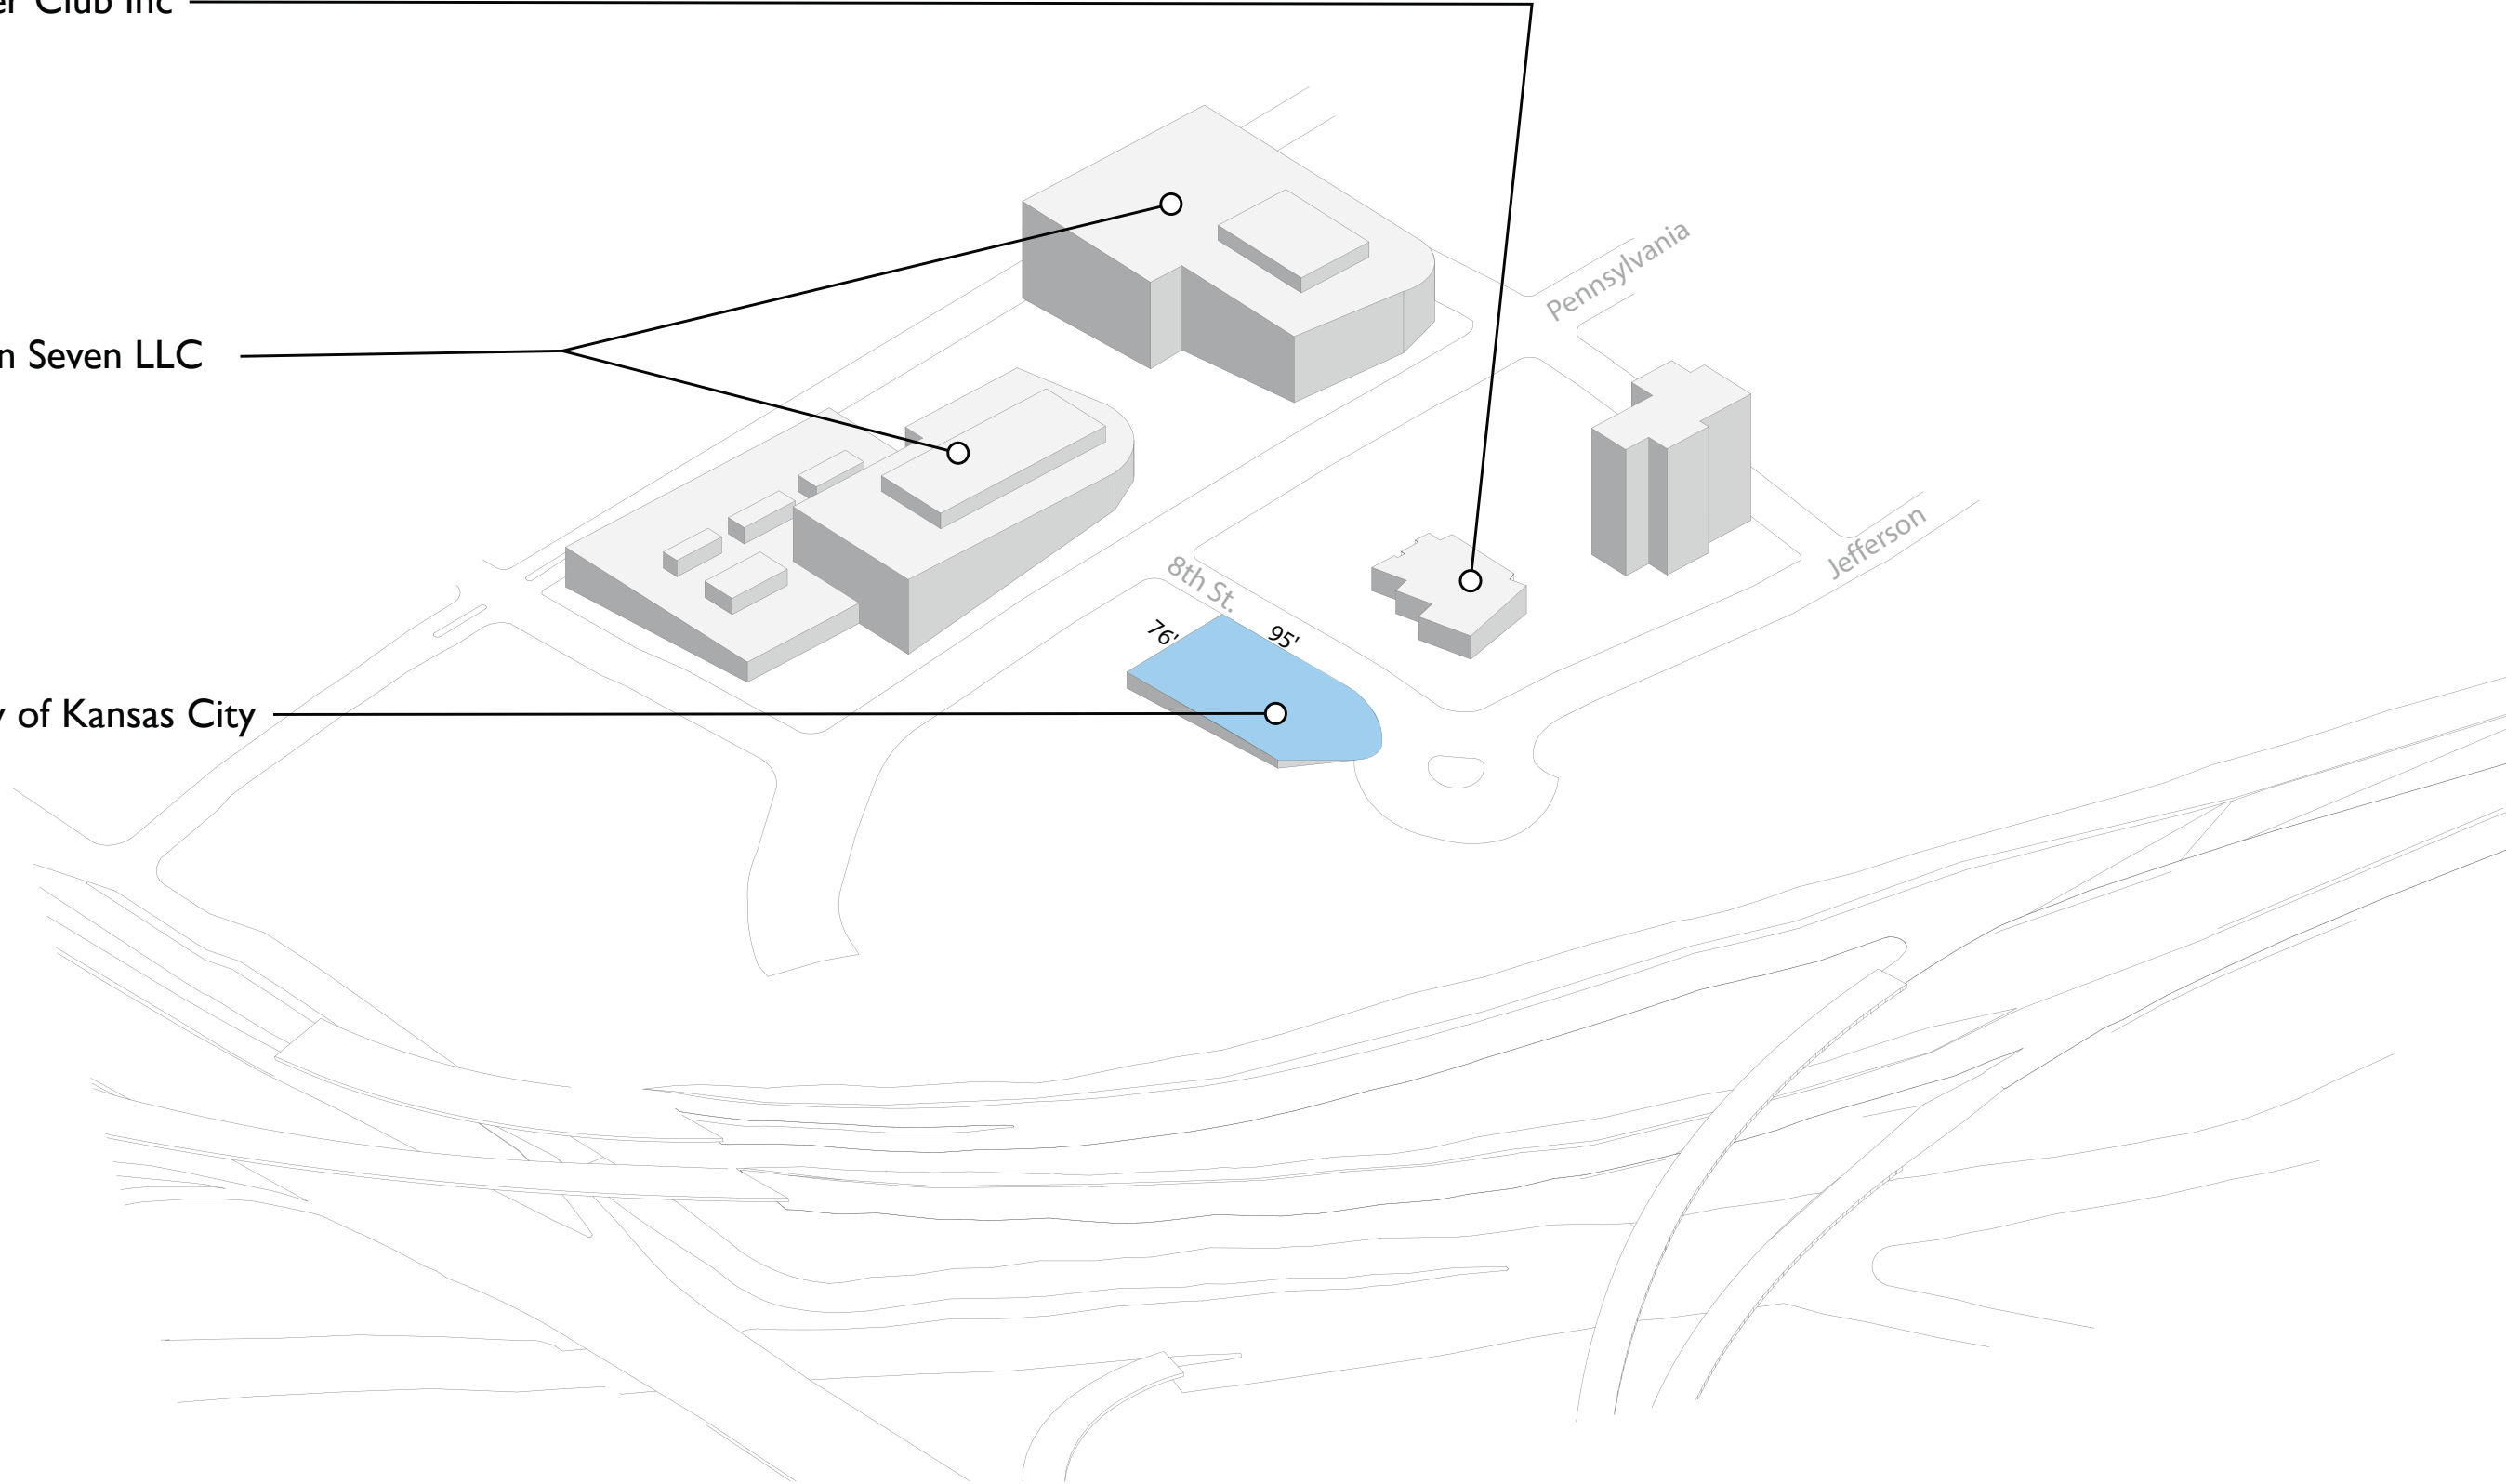 Club Inc
Pennsylvania
Seven LLC
Jefferson
8th St.
76'
95'
of Kansas City